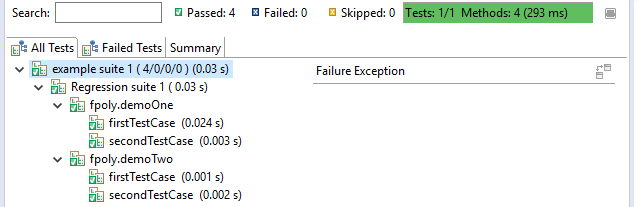 Search: Passed: 4 Failed: 0 Skipped: 0 Tests: 1/1 Methods: 4 (293 ms)
All Tests Failed Tests Summary
example suite 1 ( 4/0/0/0 ) (0.03 s) Failure Exception
Regression suite 1 ( 0.03 s)
fpoly.demoOne
firstTestCase (0.024 s)
secondTestCase (0.003 s)
fpoly.demoTwo
firstTestCase (0.001 s)
secondTestCase (0.002 s)